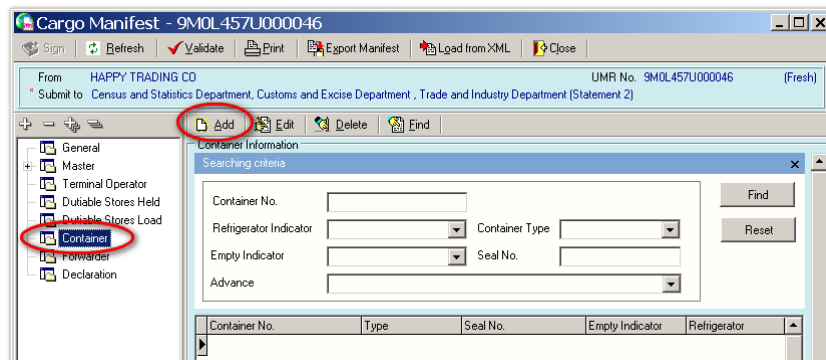 Cargo Manifest - 9M0L457U000046
Sign Refresh Validate Print Export Manifest Load from XML Close
From HAPPY TRADING CO UMR No. 9M0L457U000046 (Fresh)
* Submit to Census and Statistics Department, Customs and Excise Department , Trade and Industry Department (Statement 2)
Add Edit Delete Find
General
Master
Terminal Operator
Dutiable Stores Held
Dutiable Stores Load
Container
Forwarder
Declaration
Container Information
Searching criteria
Container No.
Find
Refrigerator Indicator Container Type
Reset
Empty Indicator Seal No.
Advance
Container No. Type Seal No. Empty Indicator Refrigerator